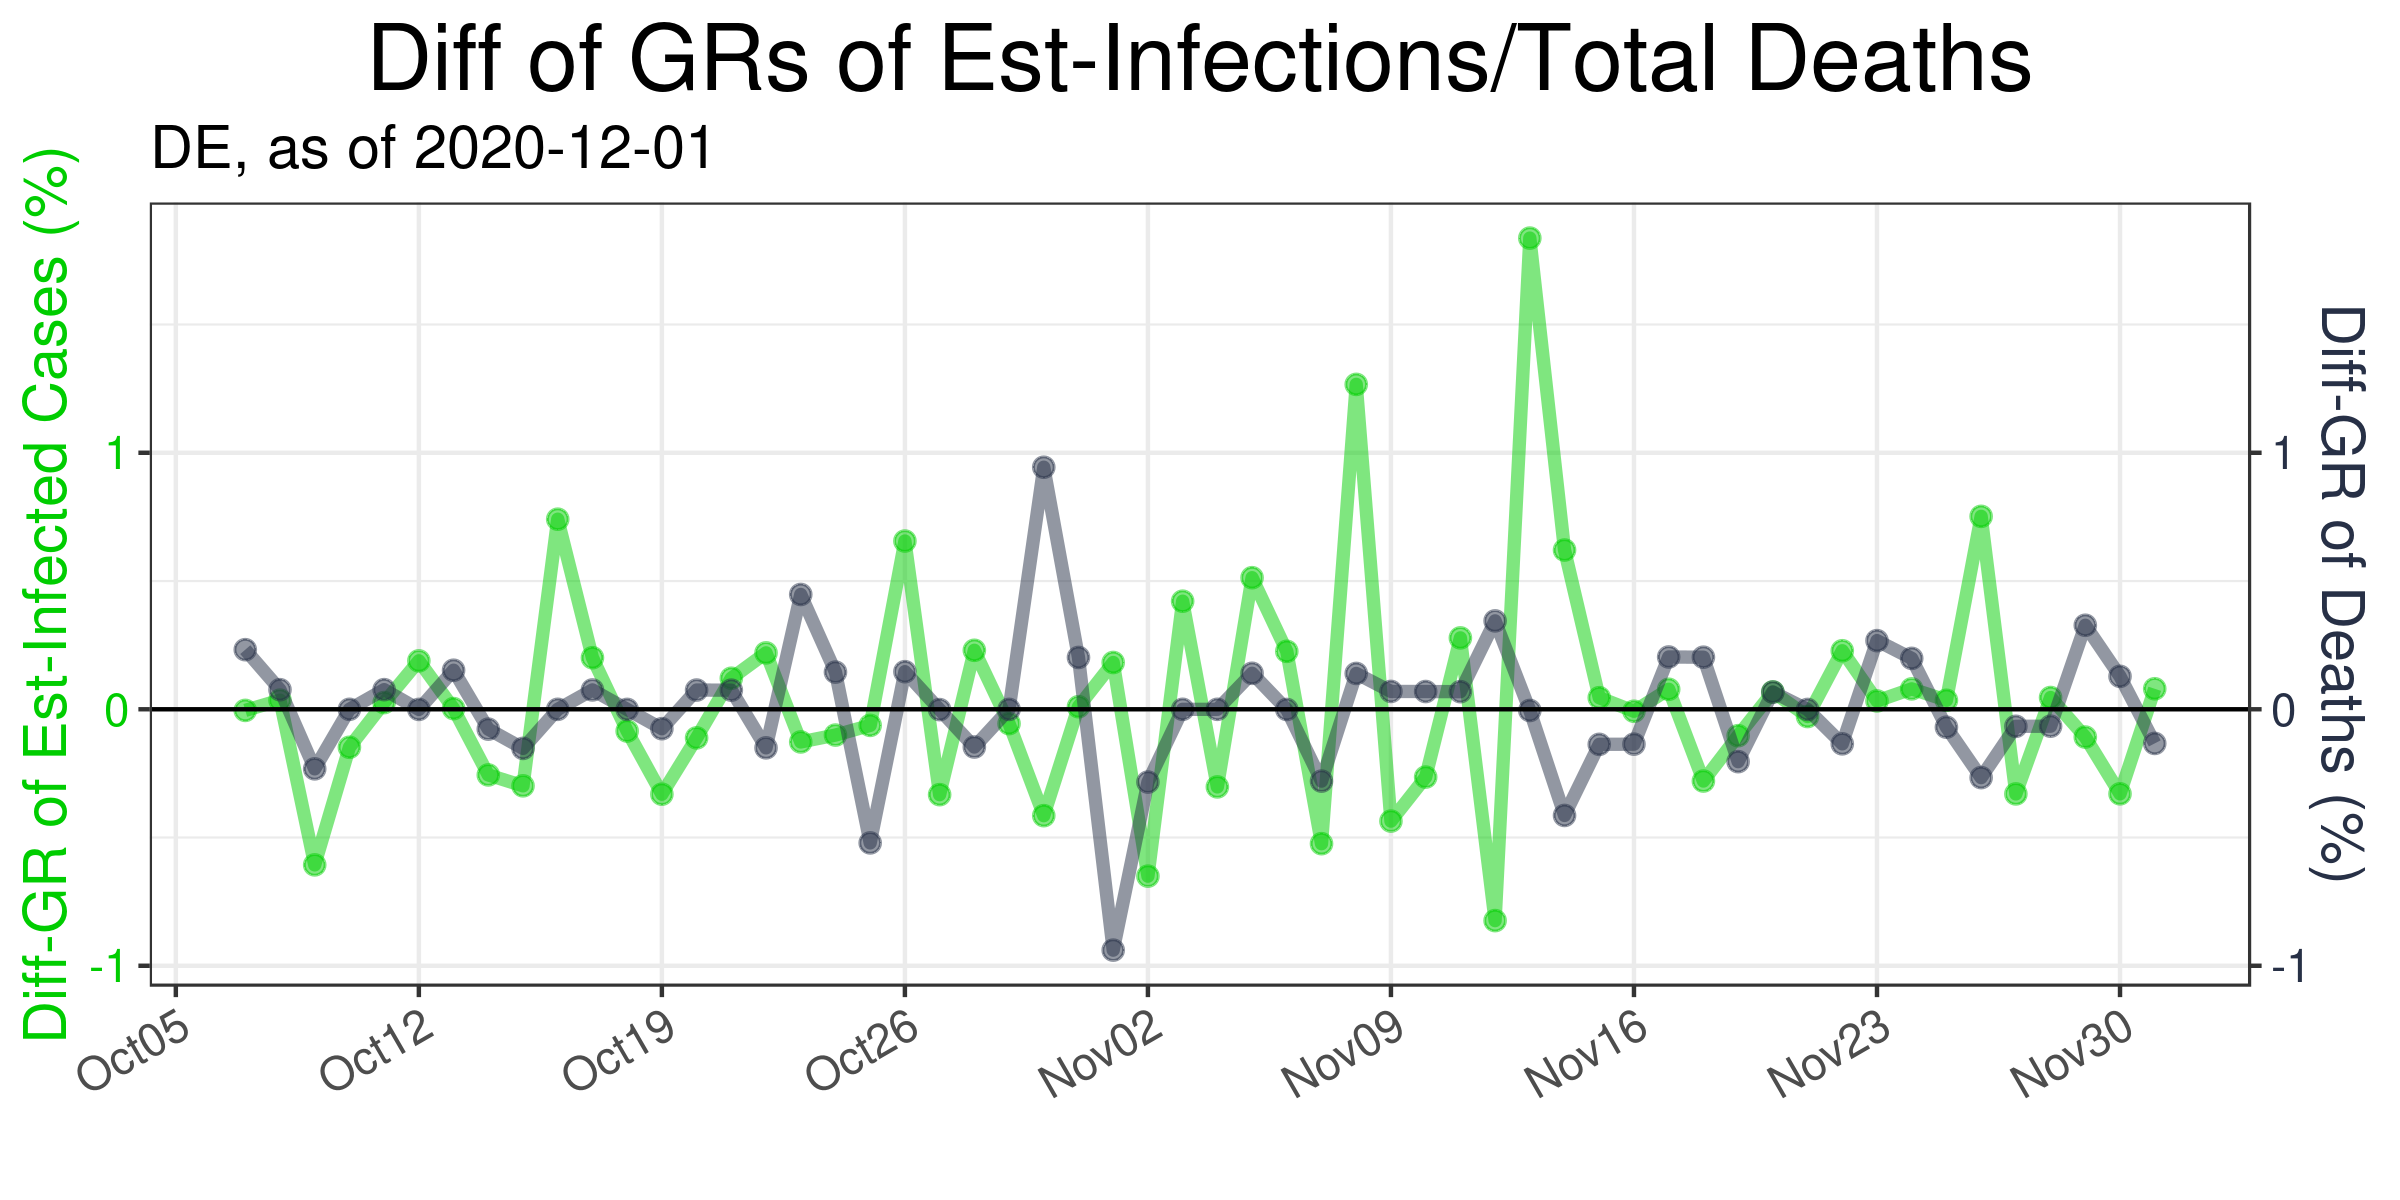 Diff of GRs of Est-Infections/Total Deaths
DE, as of 2020-12-01
Diff-GR of Est-Infected Cases (%)
1
0
-1
1
0
-1
Diff-GR of Deaths (%)
Oct05
Oct12
Oct19
Oct26
Nov02
Nov09
Nov16
Nov23
Nov30